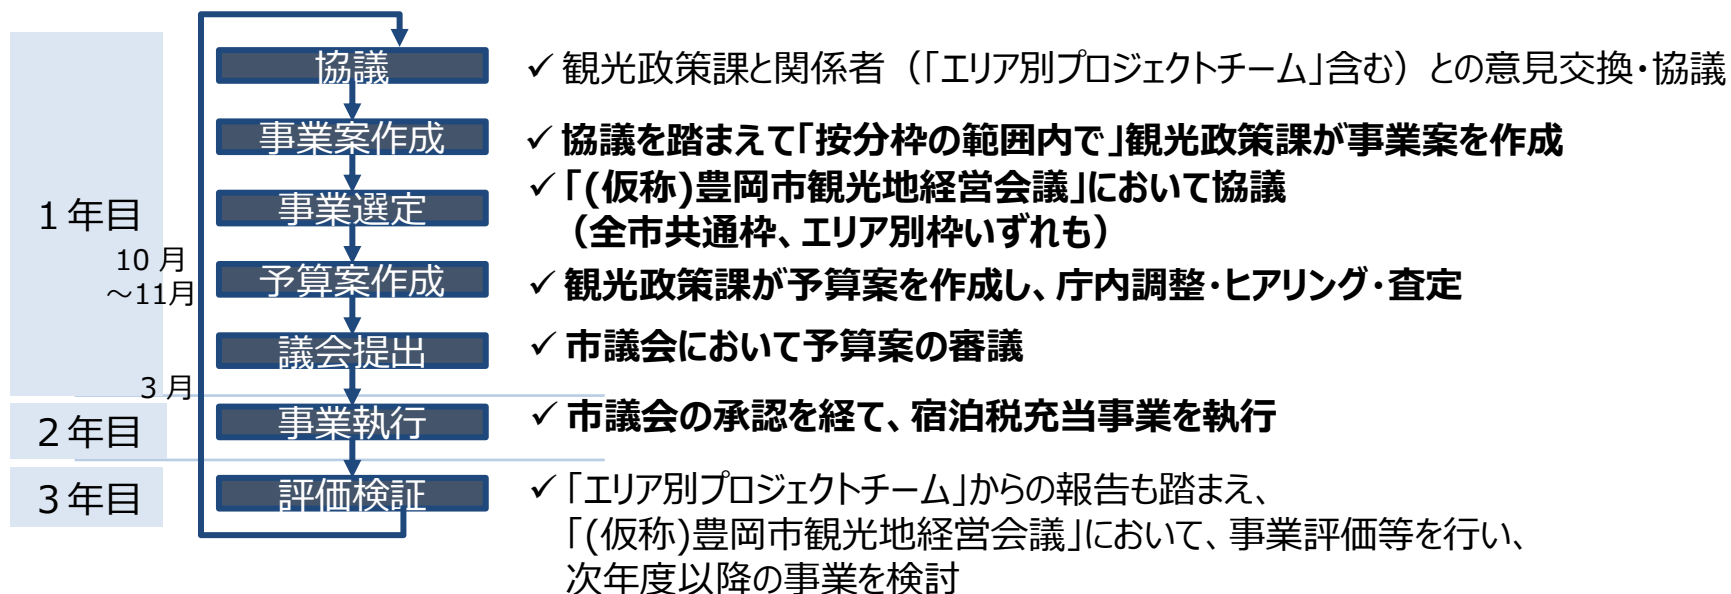 協議
✓ 観光政策課と関係者（「エリア別プロジェクトチーム」含む）との意見交換・協議
事業案作成
✓ 協議を踏まえて「按分枠の範囲内で」観光政策課が事業案を作成
1年目
事業選定
✓ 「(仮称)豊岡市観光地経営会議」において協議
（全市共通枠、エリア別枠いずれも）
10月
～11月
予算案作成
✓ 観光政策課が予算案を作成し、庁内調整・ヒアリング・査定
議会提出
✓ 市議会において予算案の審議
3月
2年目
事業執行
✓ 市議会の承認を経て、宿泊税充当事業を執行
3年目
評価検証
✓ 「エリア別プロジェクトチーム」からの報告も踏まえ、
「(仮称)豊岡市観光地経営会議」において、事業評価等を行い、
次年度以降の事業を検討